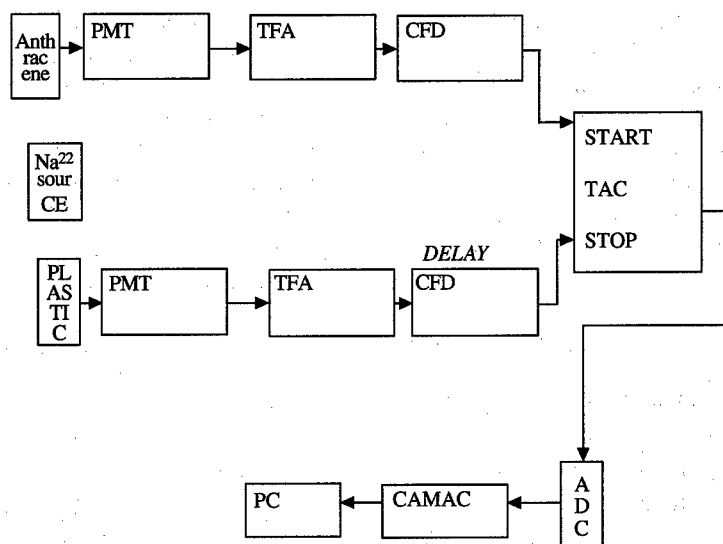 Anth
rac
ene
PMT
TFA
CFD
START
TAC
STOP
Na²²
sour
CE
DELAY
PL
AS
TI
C
PMT
TFA
CFD
PC
CAMAC
A
D
C